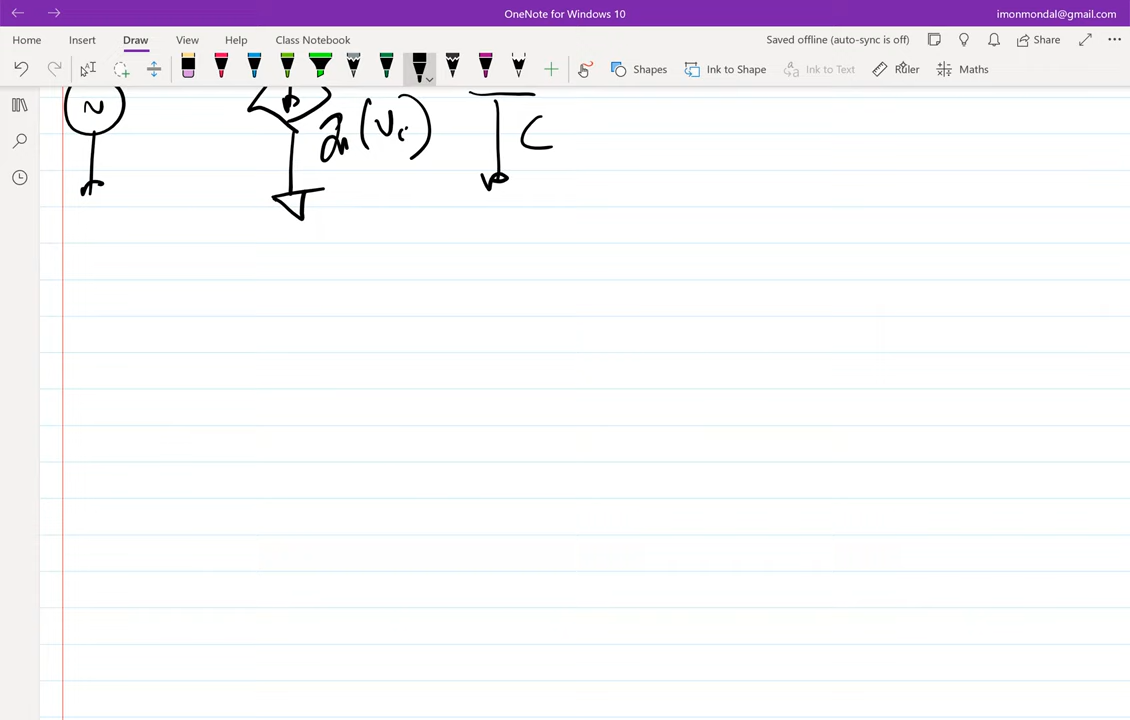 OneNote for Windows 10
imonmondal@gmail.com
Home Insert Draw View Help Class Notebook
Saved offline (auto-sync is off) Share
Shapes Ink to Shape Ink to Text Ruler Maths
~
(Vi) C